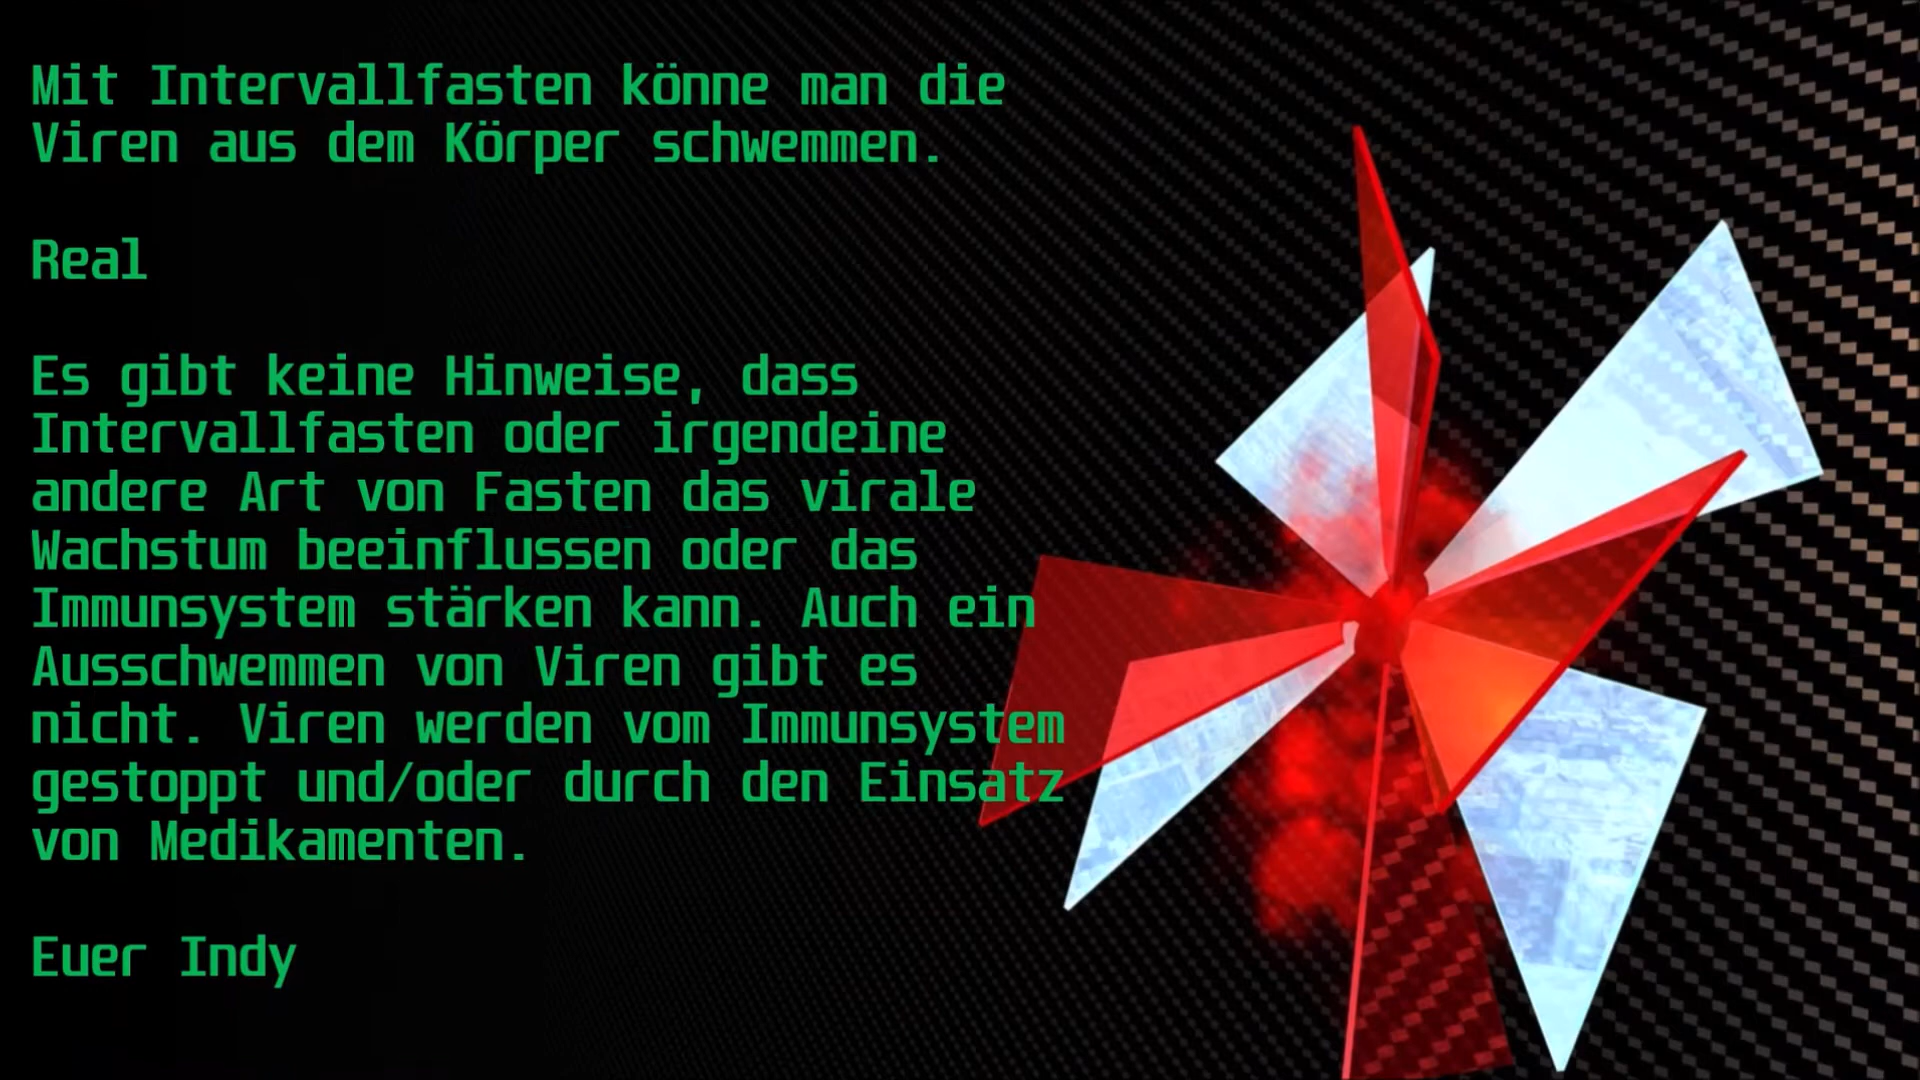 Mit Intervallfasten könne man die
Viren aus dem Körper schwemmen.
Real
Es gibt keine Hinweise, dass
Intervallfasten oder irgendeine
andere Art von Fasten das virale
Wachstum beeinflussen oder das
Immunsystem stärken kann. Auch ein
Ausschwemmen von Viren gibt es
nicht. Viren werden vom Immunsystem
gestoppt und/oder durch den Einsatz
von Medikamenten.
Euer Indy